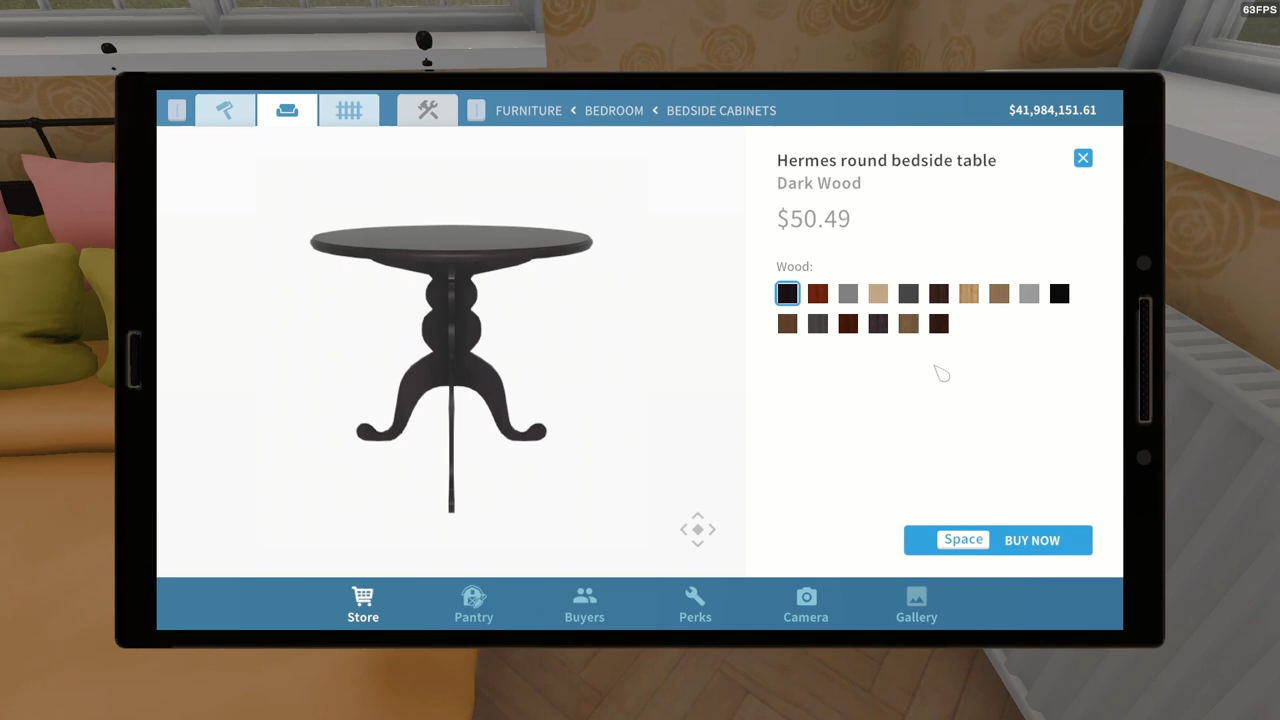 63FPS
FURNITURE < BEDROOM < BEDSIDE CABINETS
$41,984,151.61
Hermes round bedside table
Dark Wood
$50.49
Wood:
Space BUY NOW
Store Pantry Buyers Perks Camera Gallery